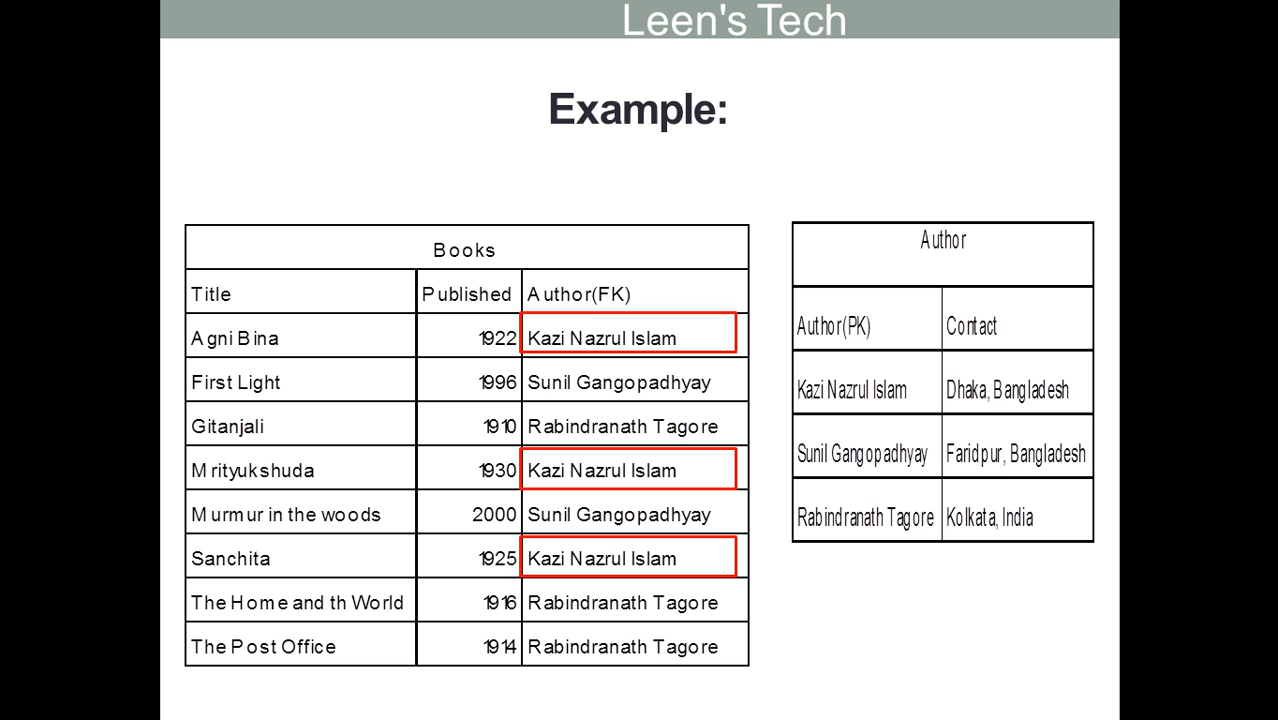 Leen's Tech
Example:
Books
Title Published Author(FK)
Agni Bina 1922 Kazi Nazrul Islam
First Light 1996 Sunil Gangopadhyay
Gitanjali 1910 Rabindranath Tagore
Mrityukshuda 1930 Kazi Nazrul Islam
Murmur in the woods 2000 Sunil Gangopadhyay
Sanchita 1925 Kazi Nazrul Islam
The Home and th World 1916 Rabindranath Tagore
The Post Office 1914 Rabindranath Tagore
Author
Author(PK) Contact
Kazi Nazrul Islam Dhaka, Bangladesh
Sunil Gangopadhyay Faridpur, Bangladesh
Rabindranath Tagore Kolkata, India